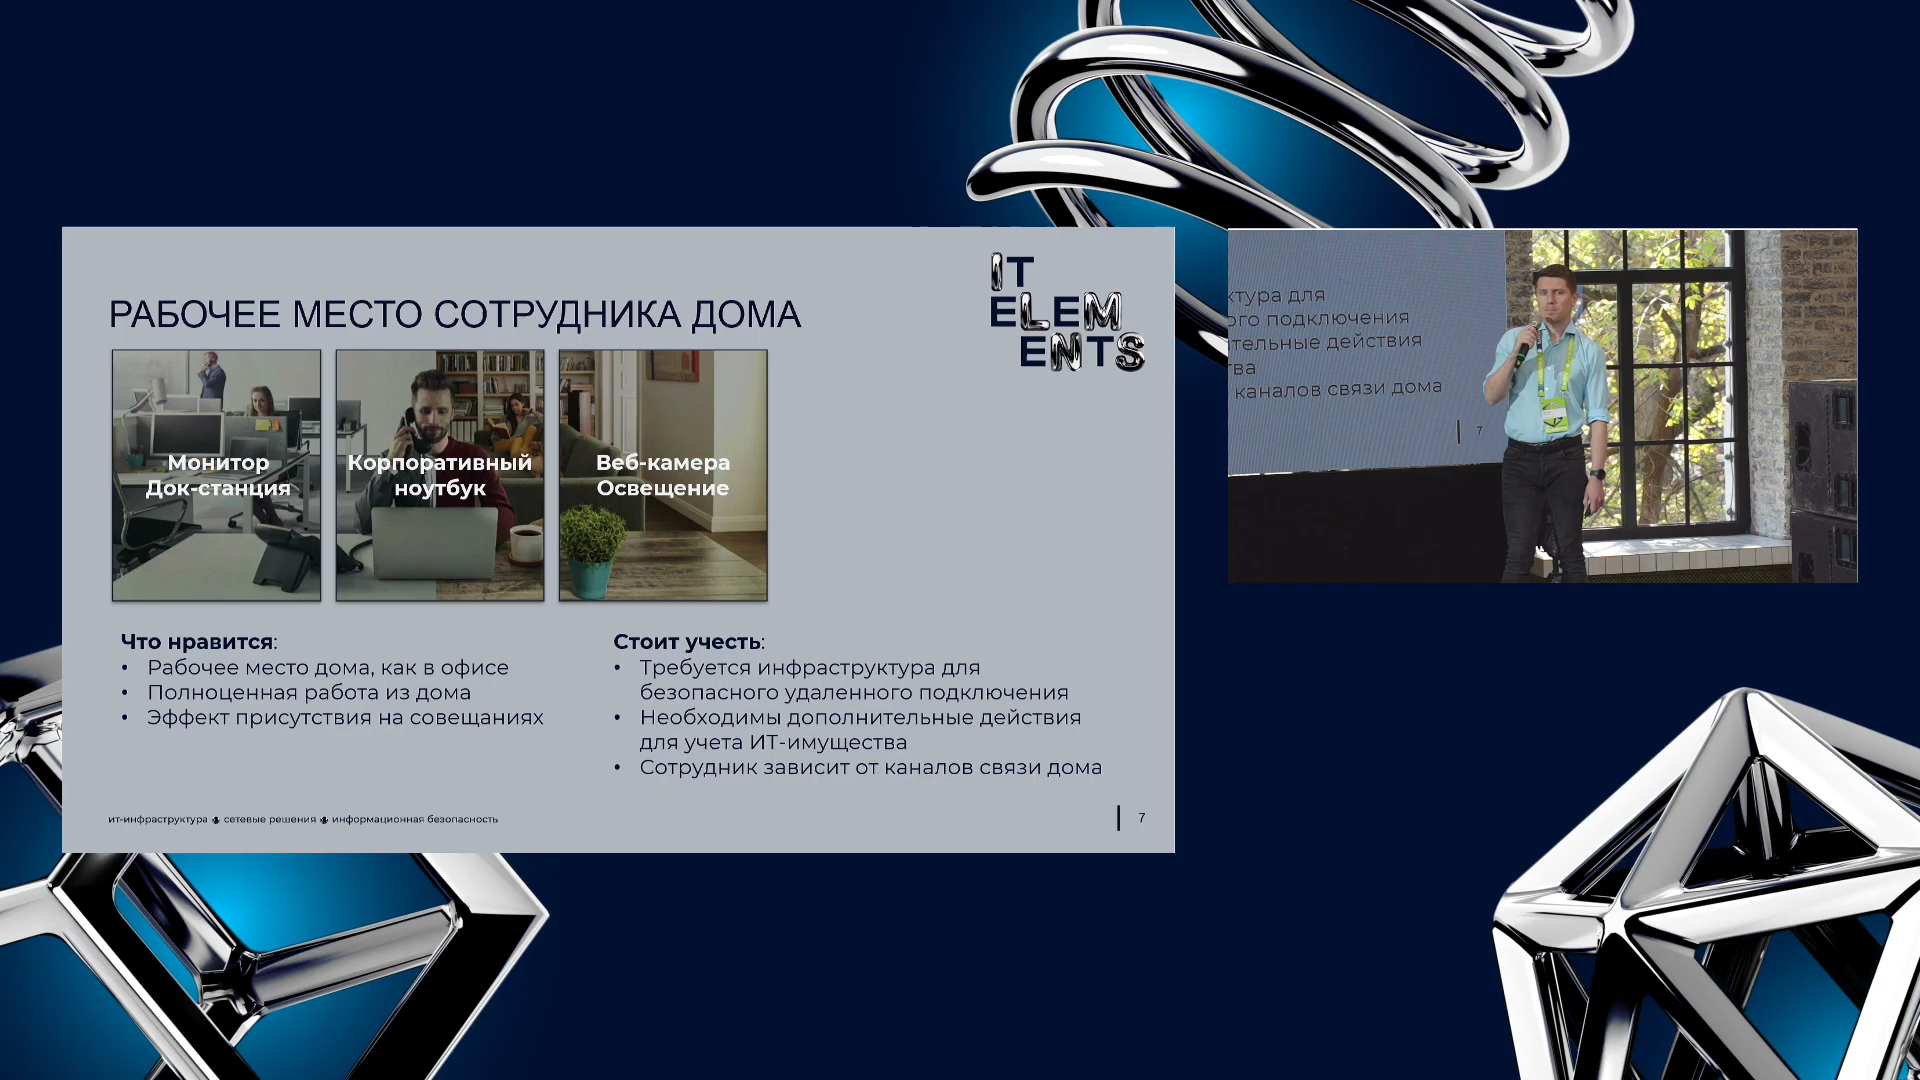 IT
ELEM
ENTS
РАБОЧЕЕ МЕСТО СОТРУДНИКА ДОМА
Монитор
Док-станция
Корпоративный
ноутбук
Веб-камера
Освещение
Что нравится:
• Рабочее место дома, как в офисе
• Полноценная работа из дома
• Эффект присутствия на совещаниях
Стоит учесть:
• Требуется инфраструктура для
безопасного удаленного подключения
• Необходимы дополнительные действия
для учета ИТ-имущества
• Сотрудник зависит от каналов связи дома
ит-инфраструктура сетевые решения информационная безопасность
7
ктура для
ого подключения
тельные действия
тва
каналов связи дома
7